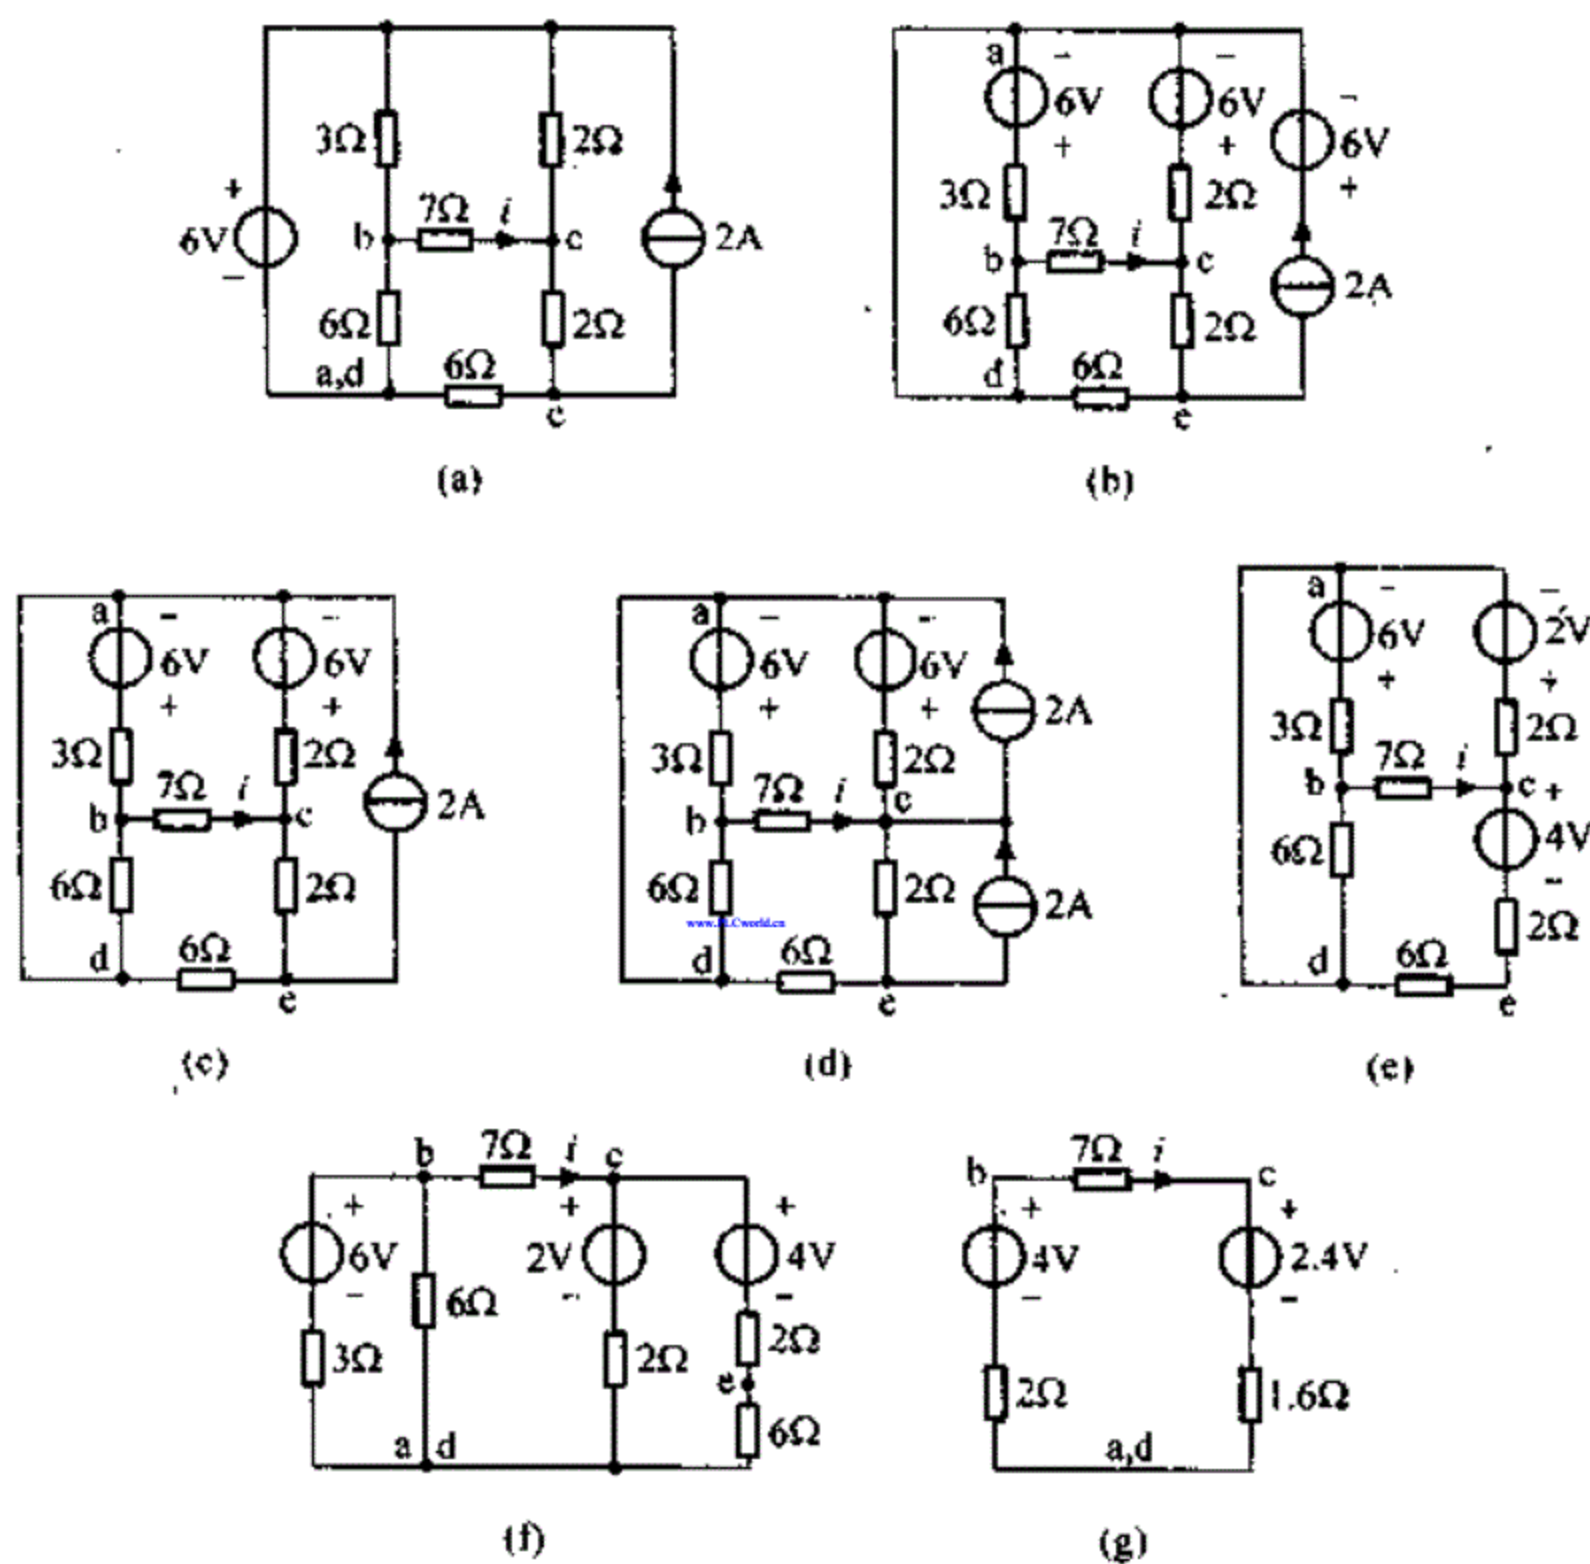 3Ω 2Ω
+ 7Ω i
6V b c 2A
−
6Ω 2Ω
a,d 6Ω
c
(a)
a − −
6V 6V −
+ + 6V
3Ω 2Ω +
7Ω i
b c
6Ω 2Ω 2A
d 6Ω
e
(b)
a − -
6V 6V
+ +
3Ω 2Ω
7Ω i 2A
b c
6Ω 2Ω
d 6Ω
e
(c)
a − -
6V 6V
+ + 2A
3Ω 2Ω
7Ω i c
b
6Ω 2Ω 2A
www.PLCworld.cn
d 6Ω
e
(d)
a − −
6V 2V
+ +
3Ω 2Ω
7Ω i
b c +
6Ω 4V
−
2Ω
d 6Ω
e
(e)
b 7Ω i c
+ + +
6V 2V 4V
− - -
6Ω 2Ω
3Ω 2Ω
e
6Ω
a d
(f)
7Ω i
b c
+ +
4V 2.4V
− -
2Ω 1.6Ω
a,d
(g)